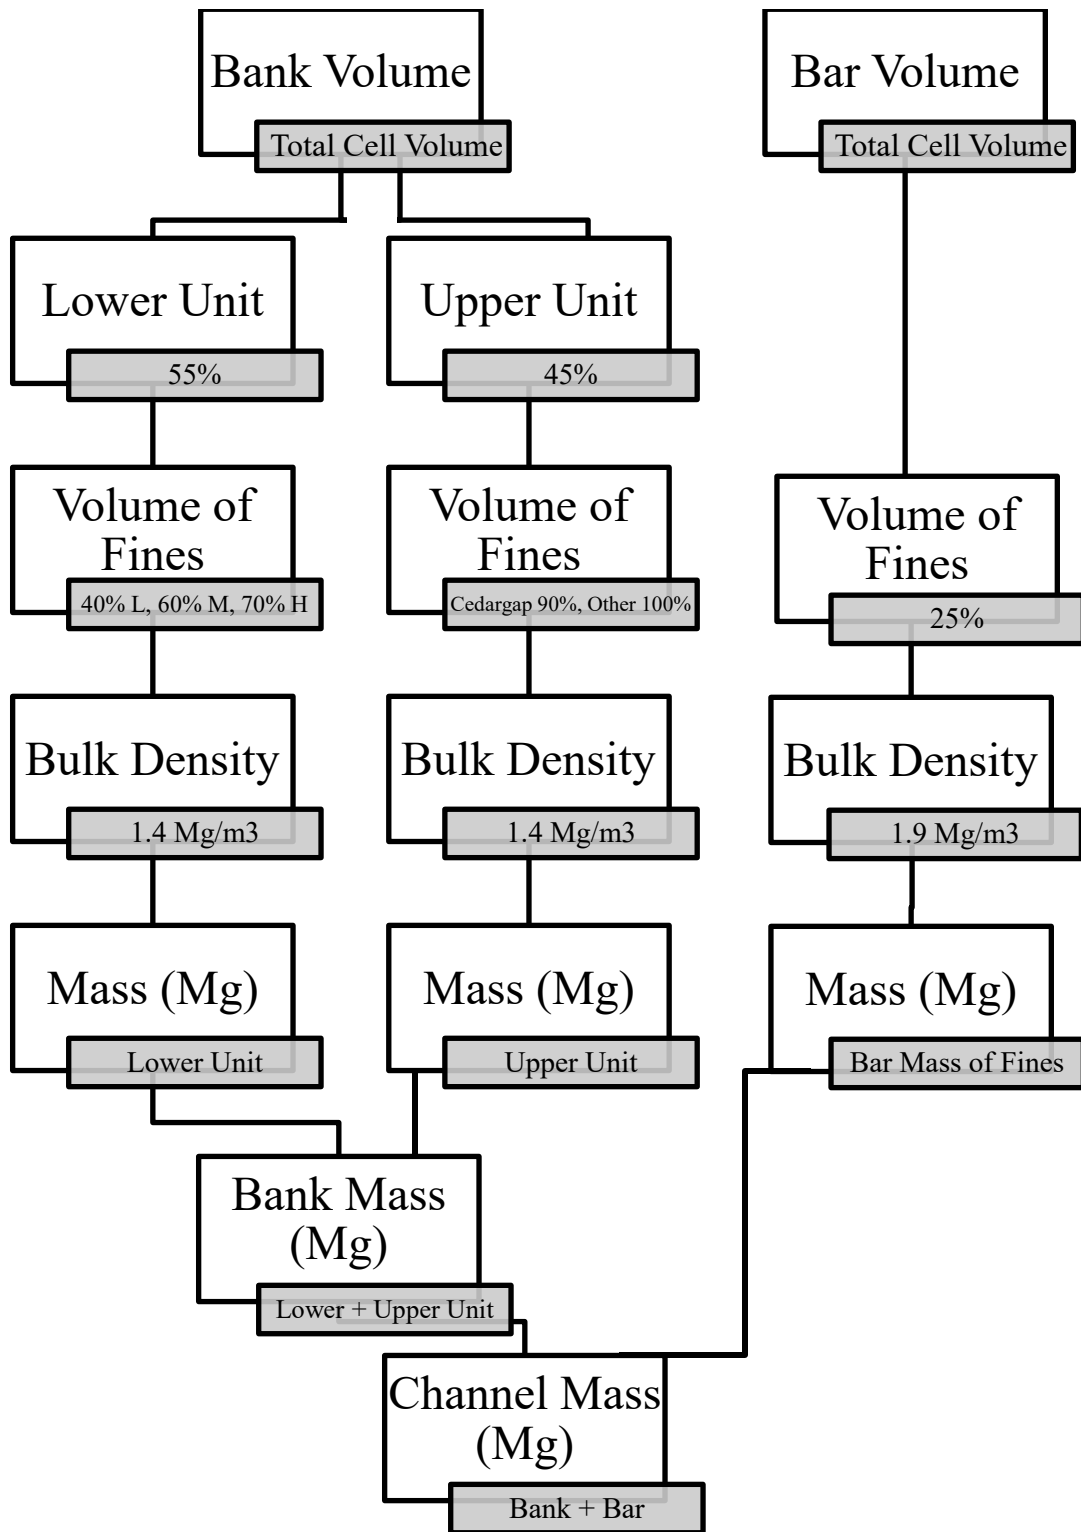 Bank Volume
Total Cell Volume
Bar Volume
Total Cell Volume
Lower Unit
55%
Upper Unit
45%
Volume of
Fines
40% L, 60% M, 70% H
Volume of
Fines
Cedargap 90%, Other 100%
Volume of
Fines
25%
Bulk Density
1.4 Mg/m3
Bulk Density
1.4 Mg/m3
Bulk Density
1.9 Mg/m3
Mass (Mg)
Lower Unit
Mass (Mg)
Upper Unit
Mass (Mg)
Bar Mass of Fines
Bank Mass
(Mg)
Lower + Upper Unit
Channel Mass
(Mg)
Bank + Bar